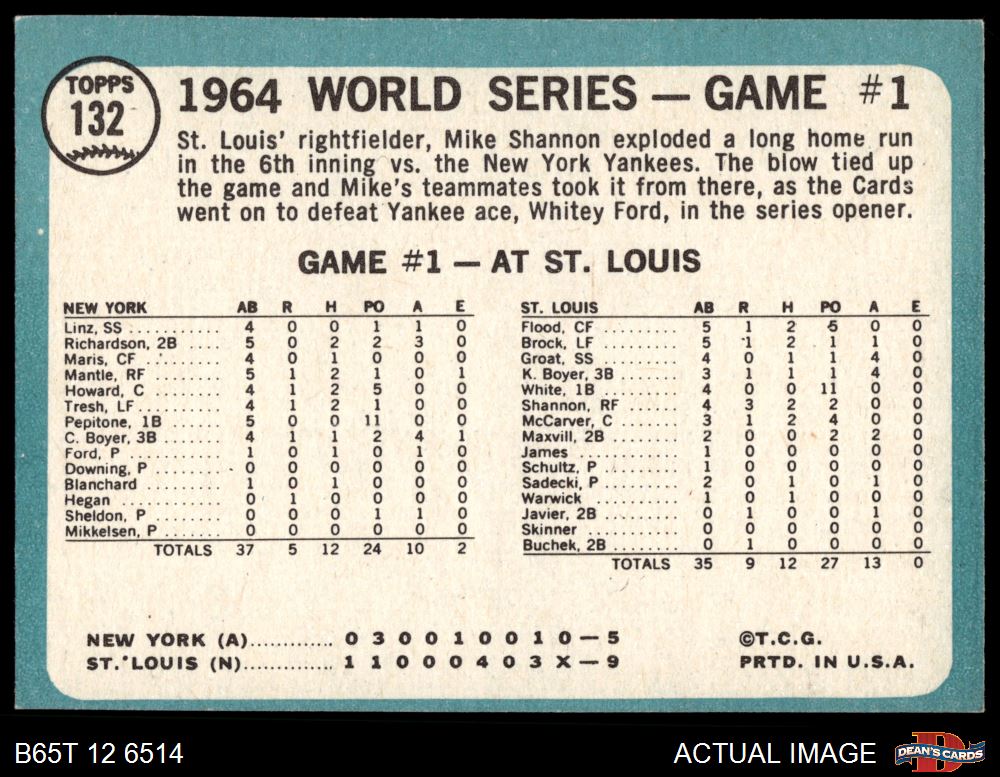 TOPPS
132
1964 WORLD SERIES — GAME #1
St. Louis' rightfielder, Mike Shannon exploded a long home run
in the 6th inning vs. the New York Yankees. The blow tied up
the game and Mike's teammates took it from there, as the Cards
went on to defeat Yankee ace, Whitey Ford, in the series opener.
GAME #1 — AT ST. LOUIS
NEW YORK AB R H PO A E
Linz, SS .......... 4 0 0 1 1 0
Richardson, 2B ....... 5 0 2 2 3 0
Maris, CF .......... 4 0 1 0 0 0
Mantle, RF ......... 5 1 2 1 0 1
Howard, C ......... 4 1 2 5 0 0
Tresh, LF .......... 4 1 2 1 0 0
Pepitone, 1B ........ 5 0 0 11 0 0
C. Boyer, 3B ........ 4 1 1 2 4 1
Ford, P ............ 1 0 1 0 1 0
Downing, P ......... 0 0 0 0 0 0
Blanchard .......... 1 0 1 0 0 0
Hegan ............. 0 1 0 0 0 0
Sheldon, P ......... 0 0 0 1 1 0
Mikkelsen, P ........ 0 0 0 0 0 0
TOTALS 37 5 12 24 10 2
ST. LOUIS AB R H PO A E
Flood, CF .......... 5 1 2 5 0 0
Brock, LF .......... 5 1 2 1 1 0
Groat, SS .......... 4 0 1 1 4 0
K. Boyer, 3B ........ 3 1 1 1 4 0
White, 1B .......... 4 0 0 11 0 0
Shannon, RF ........ 4 3 2 2 0 0
McCarver, C ........ 3 1 2 4 0 0
Maxvill, 2B ......... 2 0 0 2 2 0
James ............. 1 0 0 0 0 0
Schultz, P .......... 1 0 0 0 0 0
Sadecki, P .......... 2 0 1 0 1 0
Warwick ........... 1 0 1 0 0 0
Javier, 2B .......... 0 1 0 0 1 0
Skinner ............ 0 0 0 0 0 0
Buchek, 2B ......... 0 1 0 0 0 0
TOTALS 35 9 12 27 13 0
NEW YORK (A)............ 0 3 0 0 1 0 0 1 0 — 5
ST. LOUIS (N)............. 1 1 0 0 0 4 0 3 X — 9
©T.C.G.
PRTD. IN U.S.A.
B65T 12 6514
ACTUAL IMAGE
D
DEAN'S CARDS